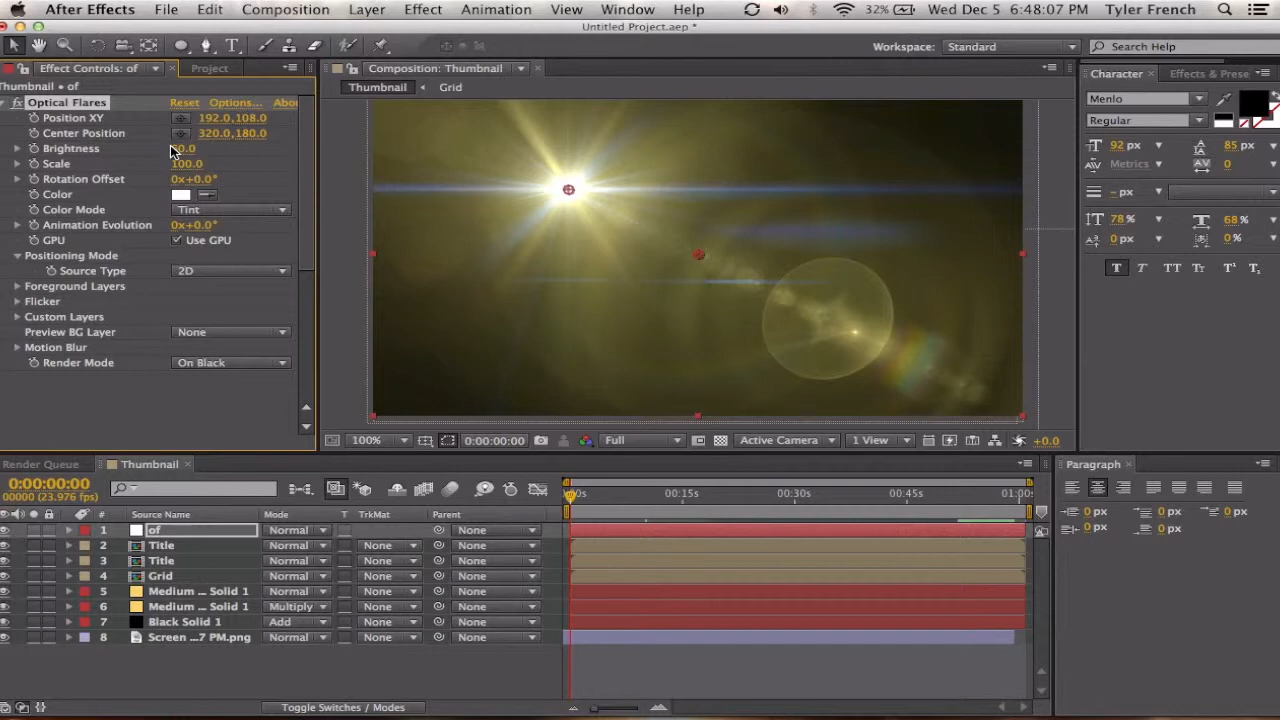 After Effects File Edit Composition Layer Effect Animation View Window Help 32% Wed Dec 5 6:48:07 PM Tyler French
Untitled Project.aep *
Workspace: Standard Search Help
Effect Controls: of Project Composition: Thumbnail Character Effects & Prese
Thumbnail • of Thumbnail Grid
fx Optical Flares Reset Options... Abou
Position XY 192.0,108.0
Center Position 320.0,180.0
Brightness
Scale 100.0
Rotation Offset 0x+0.0°
Color
Color Mode Tint
Animation Evolution 0x+0.0°
GPU Use GPU
Positioning Mode
Source Type 2D
Foreground Layers
Flicker
Custom Layers
Preview BG Layer None
Motion Blur
Render Mode On Black
100% 0:00:00:00 Full Active Camera 1 View +0.0
Menlo
Regular
92 px 85 px
Metrics 0
– px
78 % 68 %
0 px 0 %
T T TT Tr T¹ T₁
Render Queue Thumbnail Paragraph
0:00:00:00
00000 (23.976 fps)
:00s 00:15s 00:30s 00:45s 01:00s
# Source Name Mode T TrkMat Parent
1 of Normal None
2 Title Normal None None
3 Title Normal None None
4 Grid Normal None None
5 Medium ... Solid 1 Normal None None
6 Medium ... Solid 1 Multiply None None
7 Black Solid 1 Add None None
8 Screen ...7 PM.png Normal None None
0 px 0 px 0 px
0 px 0 px
Toggle Switches / Modes